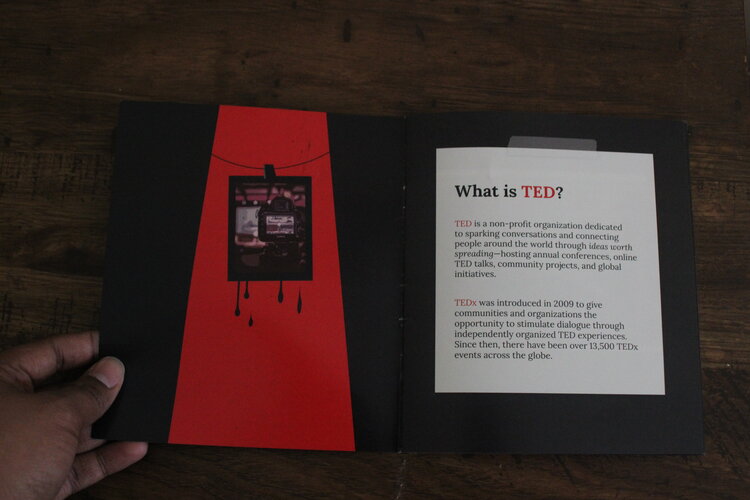 What is TED?
TED is a non-profit organization dedicated
to sparking conversations and connecting
people around the world through ideas worth
spreading—hosting annual conferences, online
TED talks, community projects, and global
initiatives.
TEDx was introduced in 2009 to give
communities and organizations the
opportunity to stimulate dialogue through
independently organized TED experiences.
Since then, there have been over 13,500 TEDx
events across the globe.